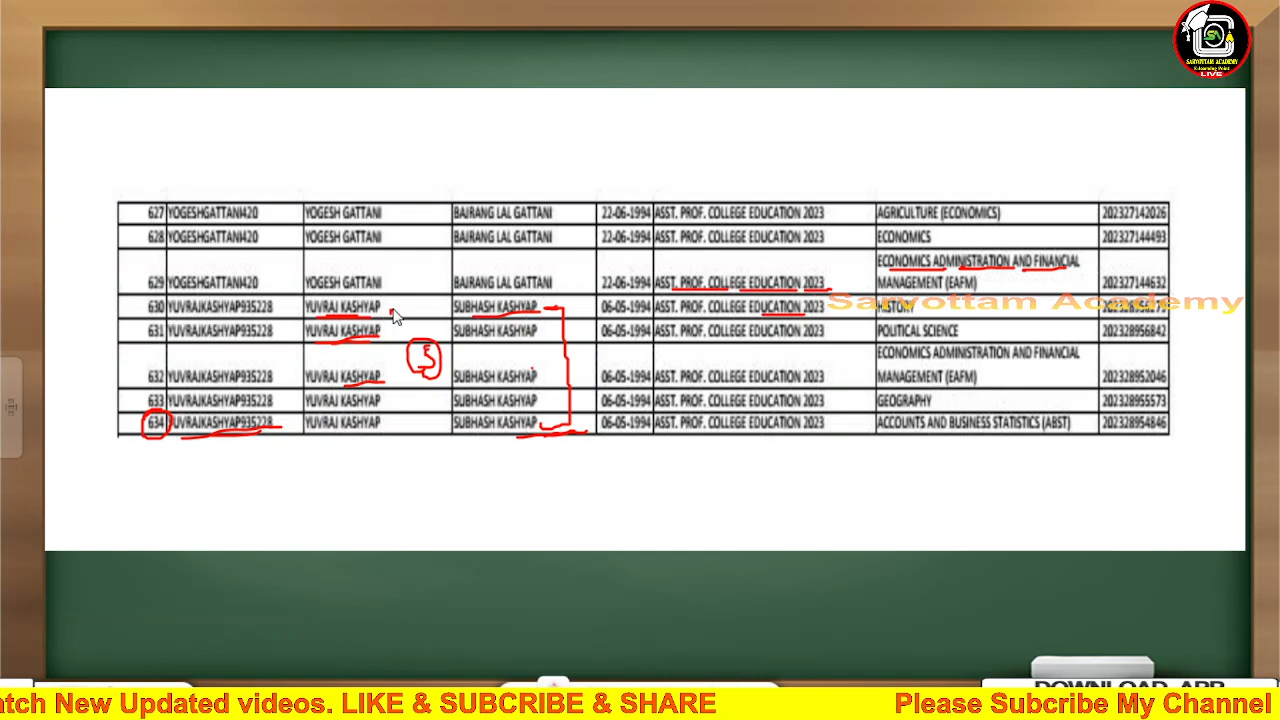 SARVOTTAM ACADEMY
E-learning Point
LIVE
627 YOGESHGATTANI420 YOGESH GATTANI BAJRANG LAL GATTANI 22-06-1994 ASST. PROF. COLLEGE EDUCATION 2023 AGRICULTURE (ECONOMICS) 202327142026
628 YOGESHGATTANI420 YOGESH GATTANI BAJRANG LAL GATTANI 22-06-1994 ASST. PROF. COLLEGE EDUCATION 2023 ECONOMICS 202327144493
ECONOMICS ADMINISTRATION AND FINANCIAL
629 YOGESHGATTANI420 YOGESH GATTANI BAJRANG LAL GATTANI 22-06-1994 ASST. PROF. COLLEGE EDUCATION 2023 MANAGEMENT (EAFM) 202327144632
Sarvottam Academy
630 YUVRAJKASHYAP935228 YUVRAJ KASHYAP SUBHASH KASHYAP 06-05-1994 ASST. PROF. COLLEGE EDUCATION 2023 HISTORY
631 YUVRAJKASHYAP935228 YUVRAJ KASHYAP SUBHASH KASHYAP 06-05-1994 ASST. PROF. COLLEGE EDUCATION 2023 POLITICAL SCIENCE 202328956842
5
ECONOMICS ADMINISTRATION AND FINANCIAL
632 YUVRAJKASHYAP935228 YUVRAJ KASHYAP SUBHASH KASHYAP 06-05-1994 ASST. PROF. COLLEGE EDUCATION 2023 MANAGEMENT (EAFM) 202328952046
633 YUVRAJKASHYAP935228 YUVRAJ KASHYAP SUBHASH KASHYAP 06-05-1994 ASST. PROF. COLLEGE EDUCATION 2023 GEOGRAPHY 202328955573
634 YUVRAJKASHYAP935228 YUVRAJ KASHYAP SUBHASH KASHYAP 06-05-1994 ASST. PROF. COLLEGE EDUCATION 2023 ACCOUNTS AND BUSINESS STATISTICS (ABST) 202328954846
DOWNLOAD APP
atch New Updated videos. LIKE & SUBCRIBE & SHARE Please Subcribe My Channel